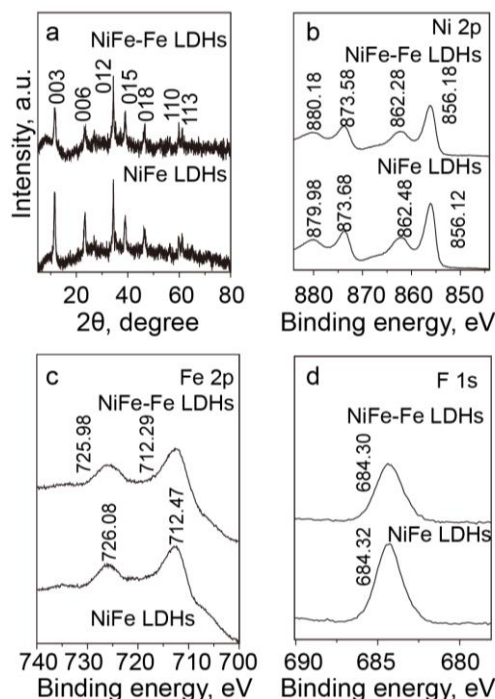 a
NiFe-Fe LDHs
003
006
012
015
018
110
113
NiFe LDHs
Intensity, a.u.
20 40 60 80
2θ, degree
b
Ni 2p
NiFe-Fe LDHs
880.18
873.58
862.28
856.18
NiFe LDHs
879.98
873.68
862.48
856.12
880 870 860 850
Binding energy, eV
c
Fe 2p
NiFe-Fe LDHs
725.98
712.29
726.08
712.47
NiFe LDHs
740 730 720 710 700
Binding energy, eV
d
F 1s
NiFe-Fe LDHs
684.30
NiFe LDHs
684.32
690 685 680
Binding energy, eV